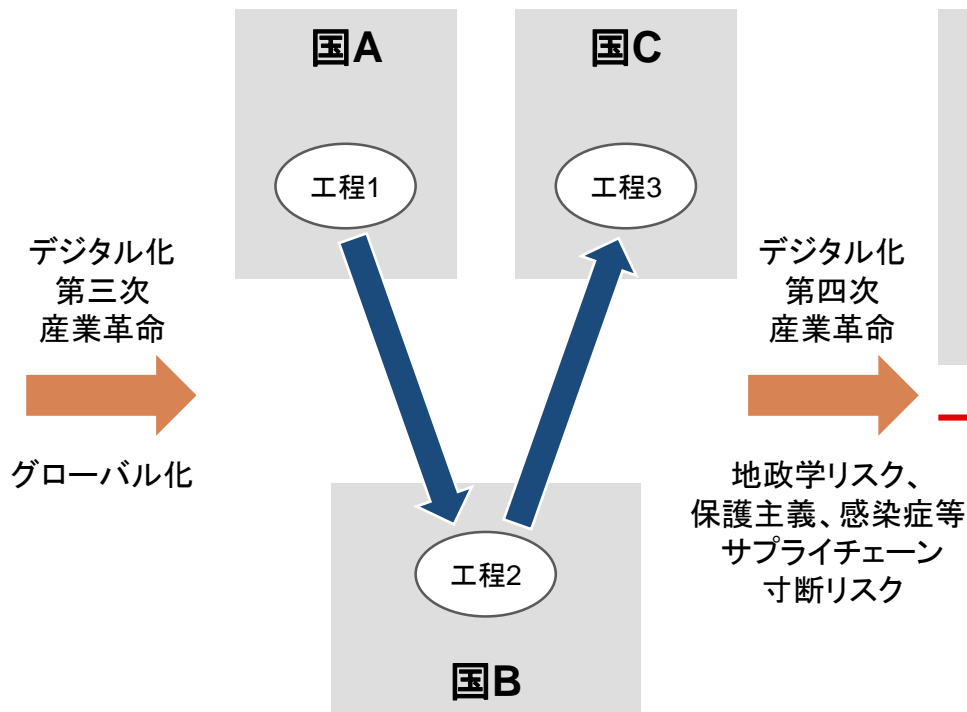 国A
国C
工程1
工程3
デジタル化
第三次
産業革命
グローバル化
デジタル化
第四次
産業革命
地政学リスク、
保護主義、感染症等
サプライチェーン
寸断リスク
工程2
国B